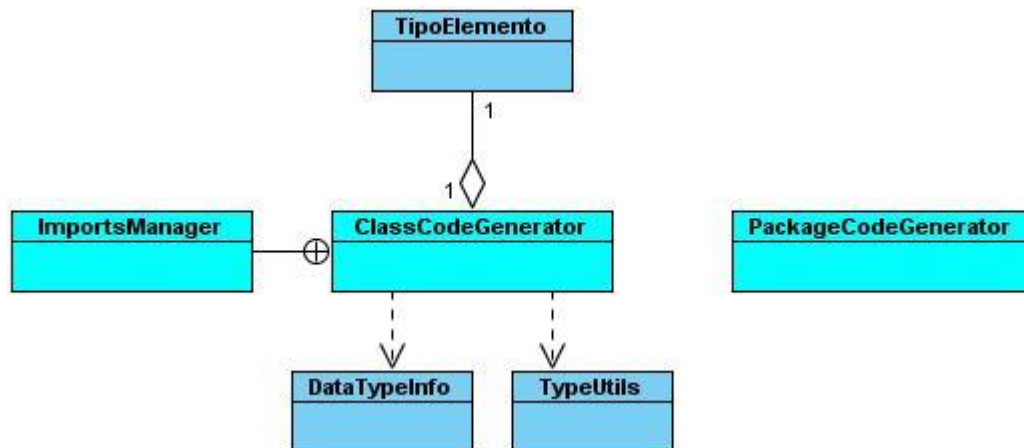 TipoElemento
1
1
ImportsManager
ClassCodeGenerator
PackageCodeGenerator
DataTypeInfo
TypeUtils